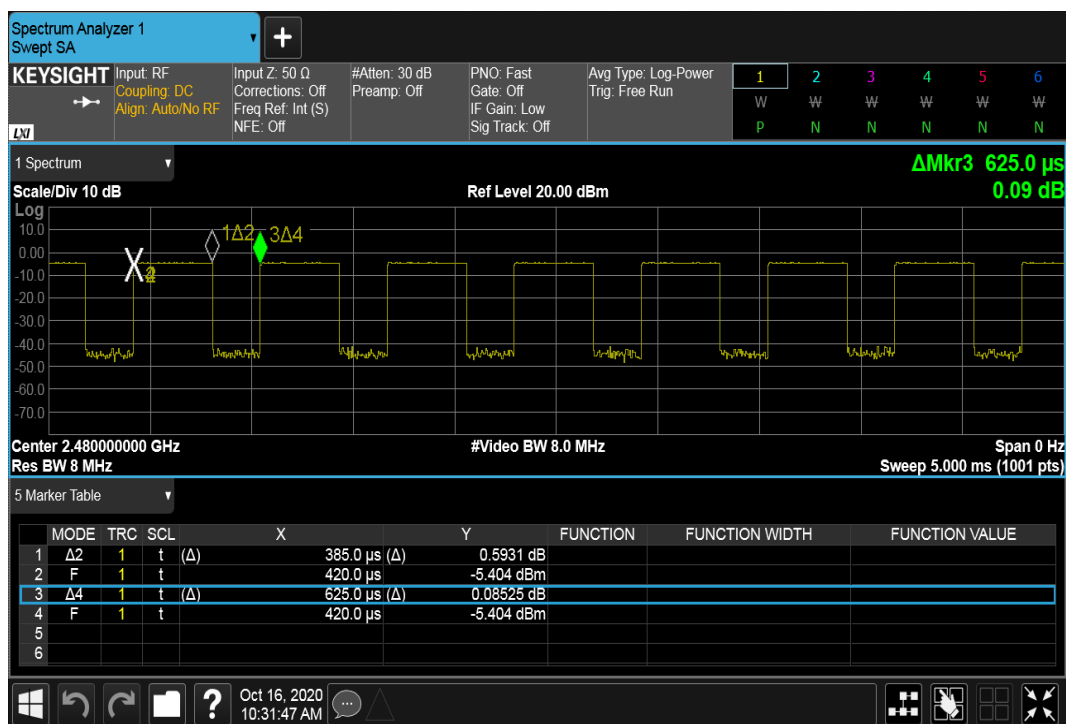 Spectrum Analyzer 1
Swept SA
+
KEYSIGHT
LXI
Input: RF
Coupling: DC
Align: Auto/No RF
Input Z: 50 Ω
Corrections: Off
Freq Ref: Int (S)
NFE: Off
#Atten: 30 dB
Preamp: Off
PNO: Fast
Gate: Off
IF Gain: Low
Sig Track: Off
Avg Type: Log-Power
Trig: Free Run
1 2 3 4 5 6
W W W W W W
P N N N N N
1 Spectrum
ΔMkr3 625.0 µs
0.09 dB
Scale/Div 10 dB
Ref Level 20.00 dBm
Log
10.0
0.00
-10.0
-20.0
-30.0
-40.0
-50.0
-60.0
-70.0
1Δ2
3Δ4
Center 2.480000000 GHz
#Video BW 8.0 MHz
Span 0 Hz
Res BW 8 MHz
Sweep 5.000 ms (1001 pts)
5 Marker Table
MODE TRC SCL X Y FUNCTION FUNCTION WIDTH FUNCTION VALUE
1 Δ2 1 t (Δ) 385.0 µs (Δ) 0.5931 dB
2 F 1 t 420.0 µs -5.404 dBm
3 Δ4 1 t (Δ) 625.0 µs (Δ) 0.08525 dB
4 F 1 t 420.0 µs -5.404 dBm
5
6
?
Oct 16, 2020
10:31:47 AM